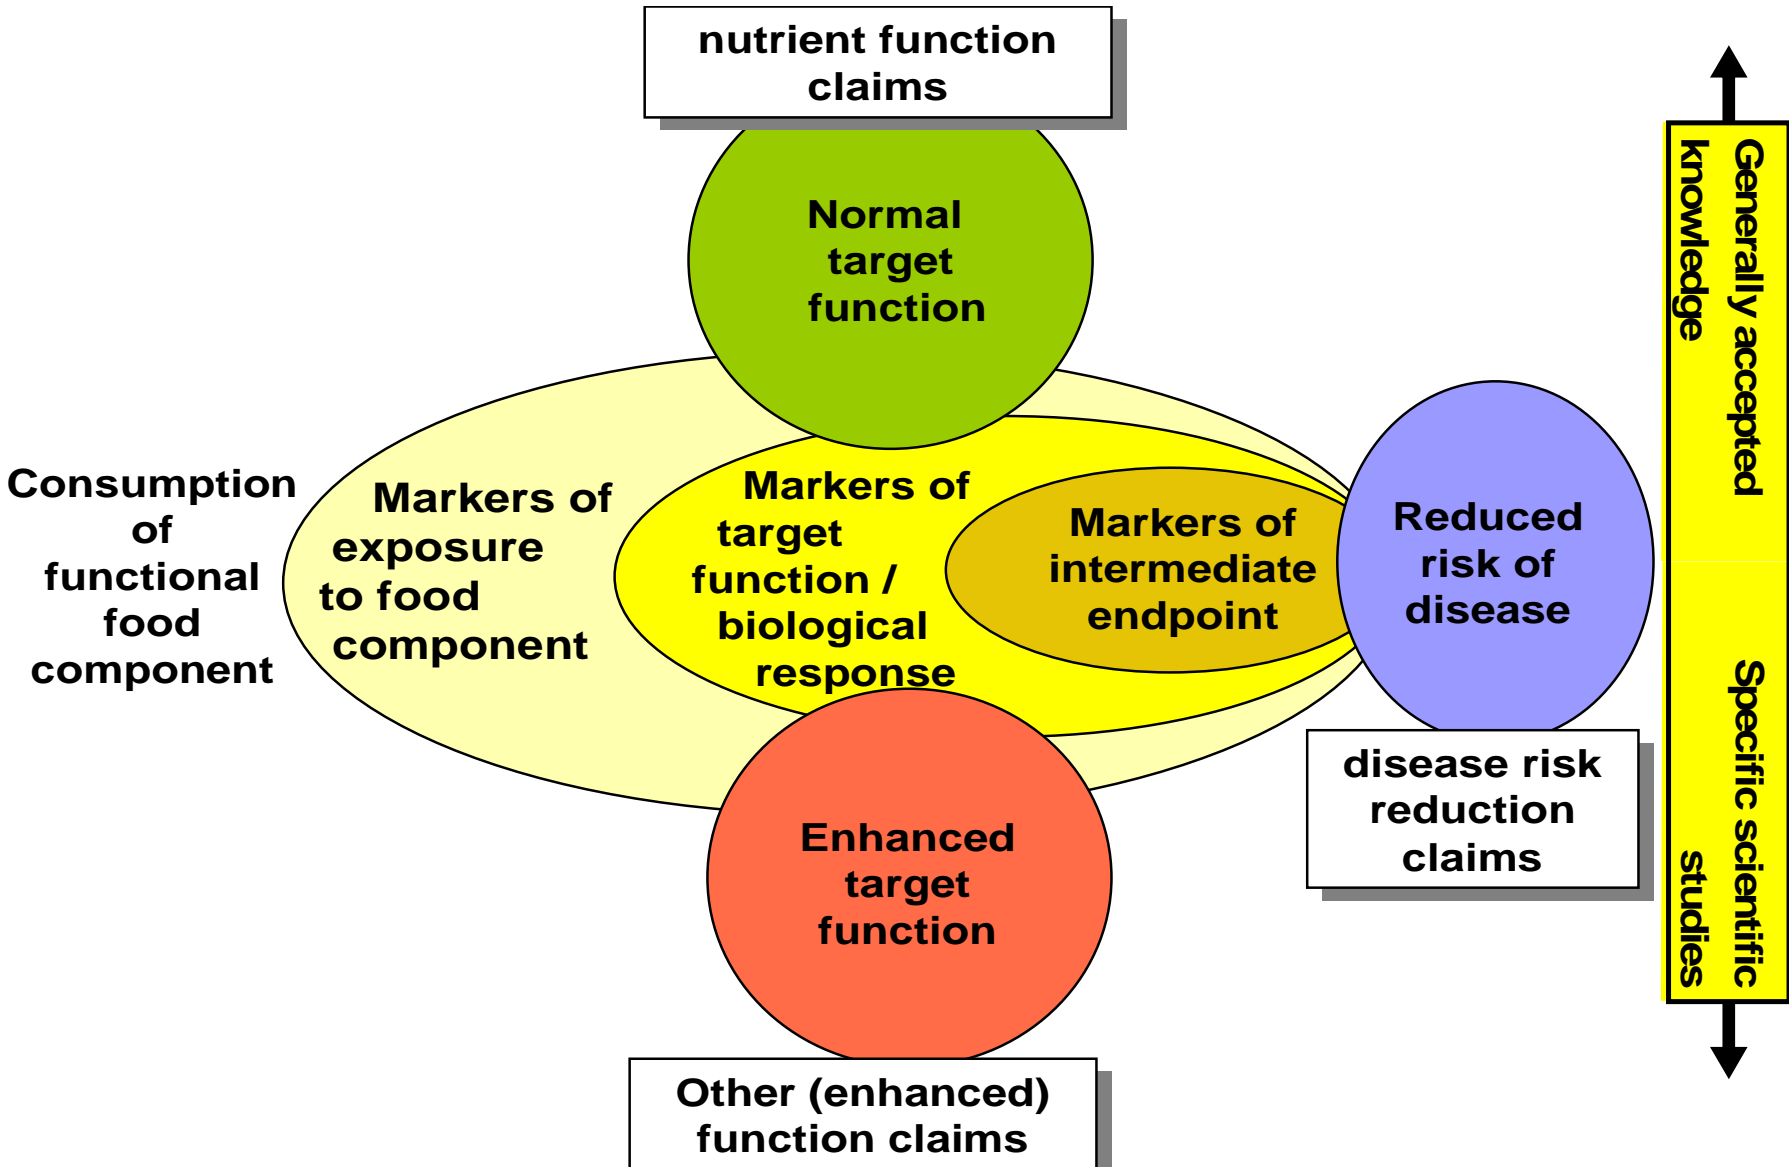 nutrient function
claims
Normal
target
function
Consumption
of
functional
food
component
Markers of
exposure
to food
component
Markers of
target
function /
biological
response
Markers of
intermediate
endpoint
Reduced
risk of
disease
disease risk
reduction
claims
Enhanced
target
function
Other (enhanced)
function claims
Generally accepted
knowledge
Specific scientific
studies